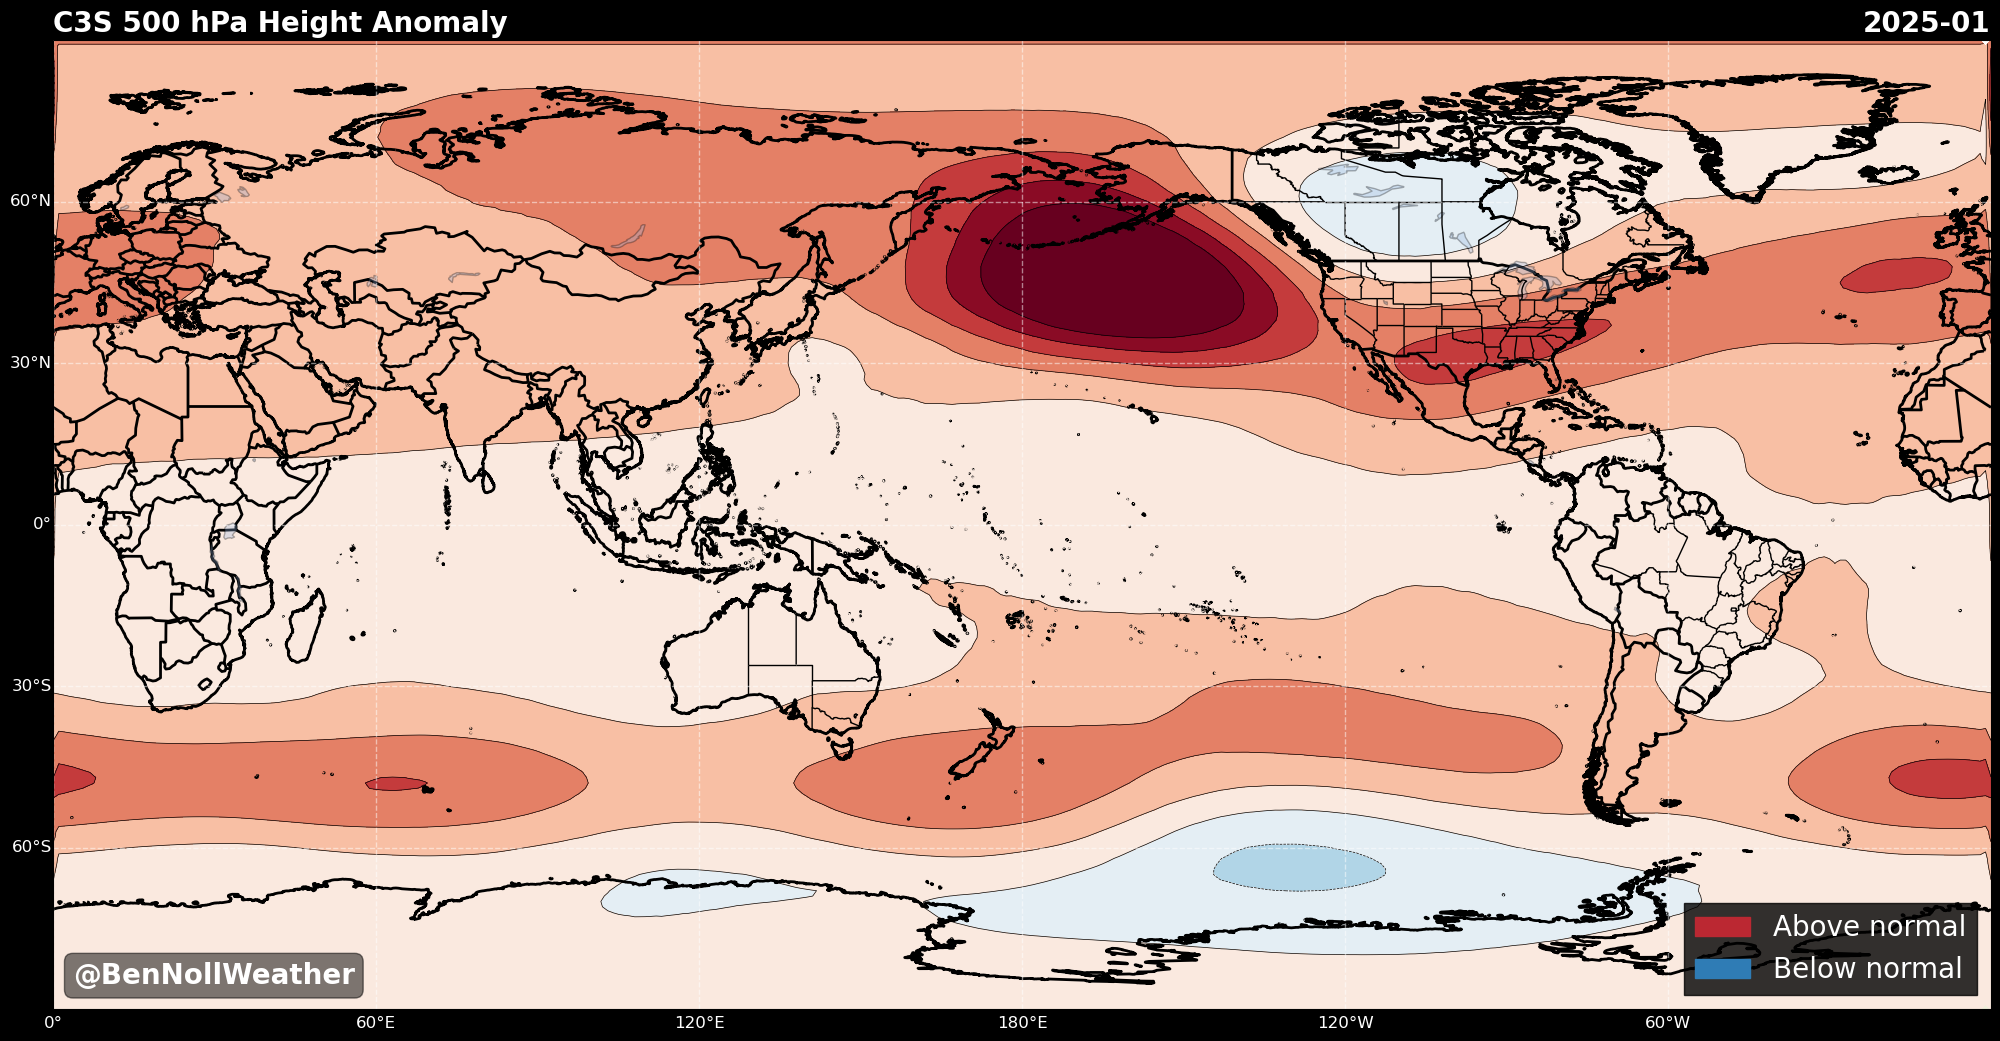 C3S 500 hPa Height Anomaly
2025-01
60°N
30°N
0°
30°S
60°S
Above normal
Below normal
@BenNollWeather
0°
60°E
120°E
180°E
120°W
60°W